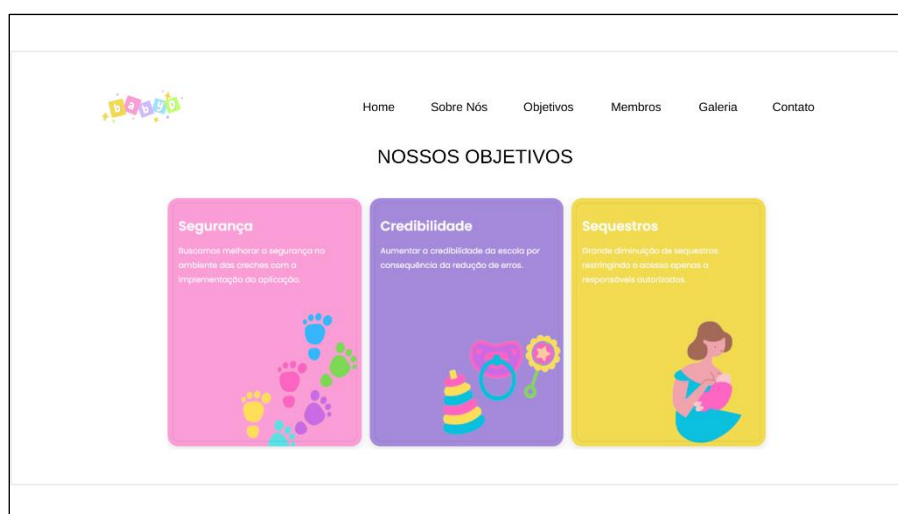 babyo
Home Sobre Nós Objetivos Membros Galeria Contato
NOSSOS OBJETIVOS
Segurança
Buscamos melhorar a segurança no
ambiente das creches com a
implementação da aplicação.
Credibilidade
Aumentar a credibilidade da escola por
consequência da redução de erros.
Sequestros
Grande diminuição de sequestros
restringindo o acesso apenas a
responsáveis autorizados.